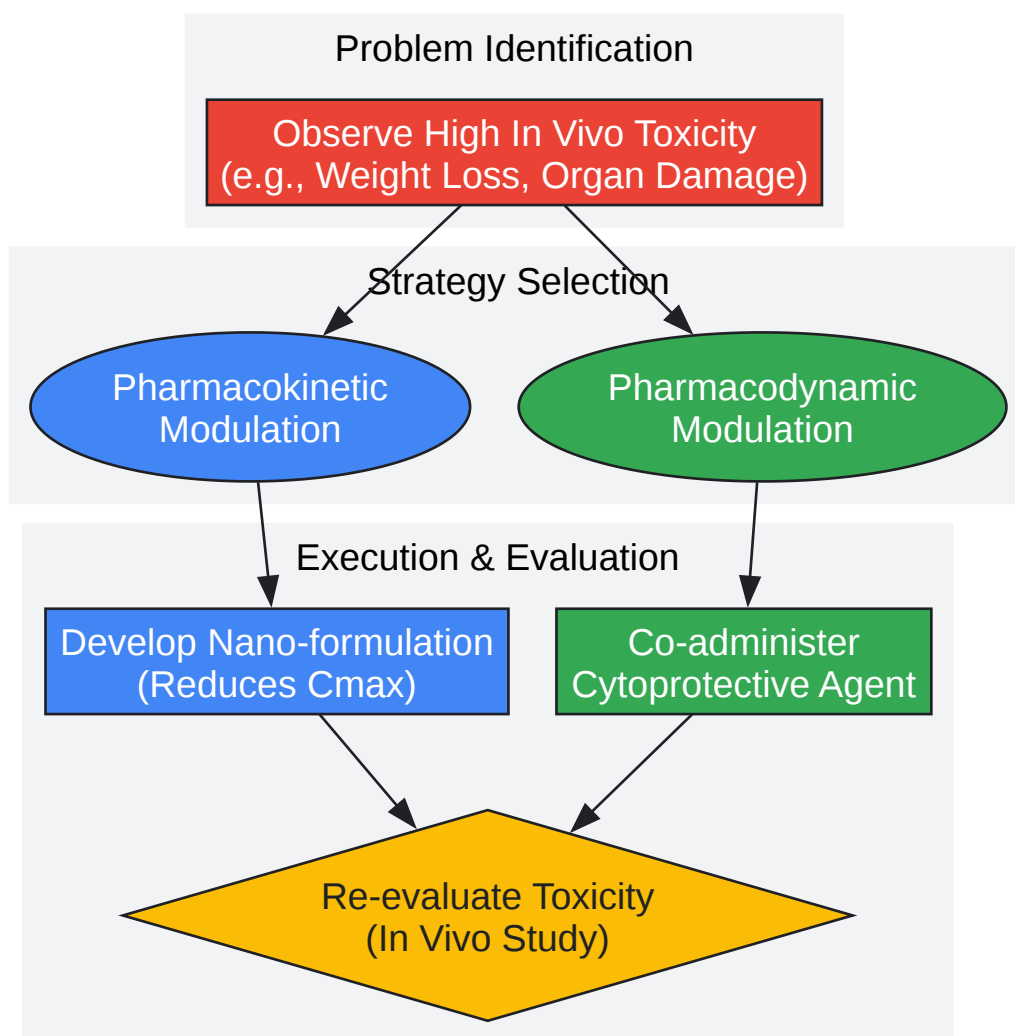 Problem Identification
Observe High In Vivo Toxicity
(e.g., Weight Loss, Organ Damage)
Strategy Selection
Pharmacokinetic
Modulation
Pharmacodynamic
Modulation
Execution & Evaluation
Develop Nano-formulation
(Reduces Cmax)
Co-administer
Cytoprotective Agent
Re-evaluate Toxicity
(In Vivo Study)